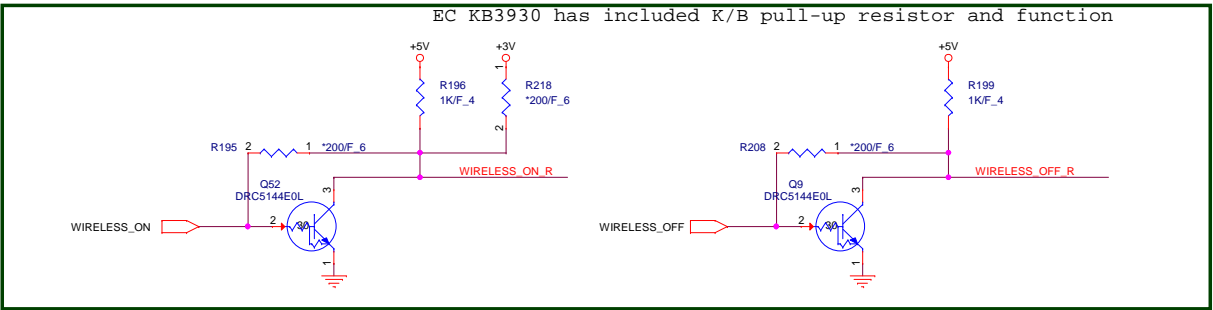 EC KB3930 has included K/B pull-up resistor and function
+5V
+3V
+5V
1
R196
1K/F_4
R218
*200/F_6
R199
1K/F_4
2
R195 2 1 *200/F_6
R208 2 1 *200/F_6
WIRELESS_ON_R
WIRELESS_OFF_R
Q52
DRC5144E0L
3
Q9
DRC5144E0L
3
WIRELESS_ON
2
30
1
WIRELESS_OFF
2
30
1